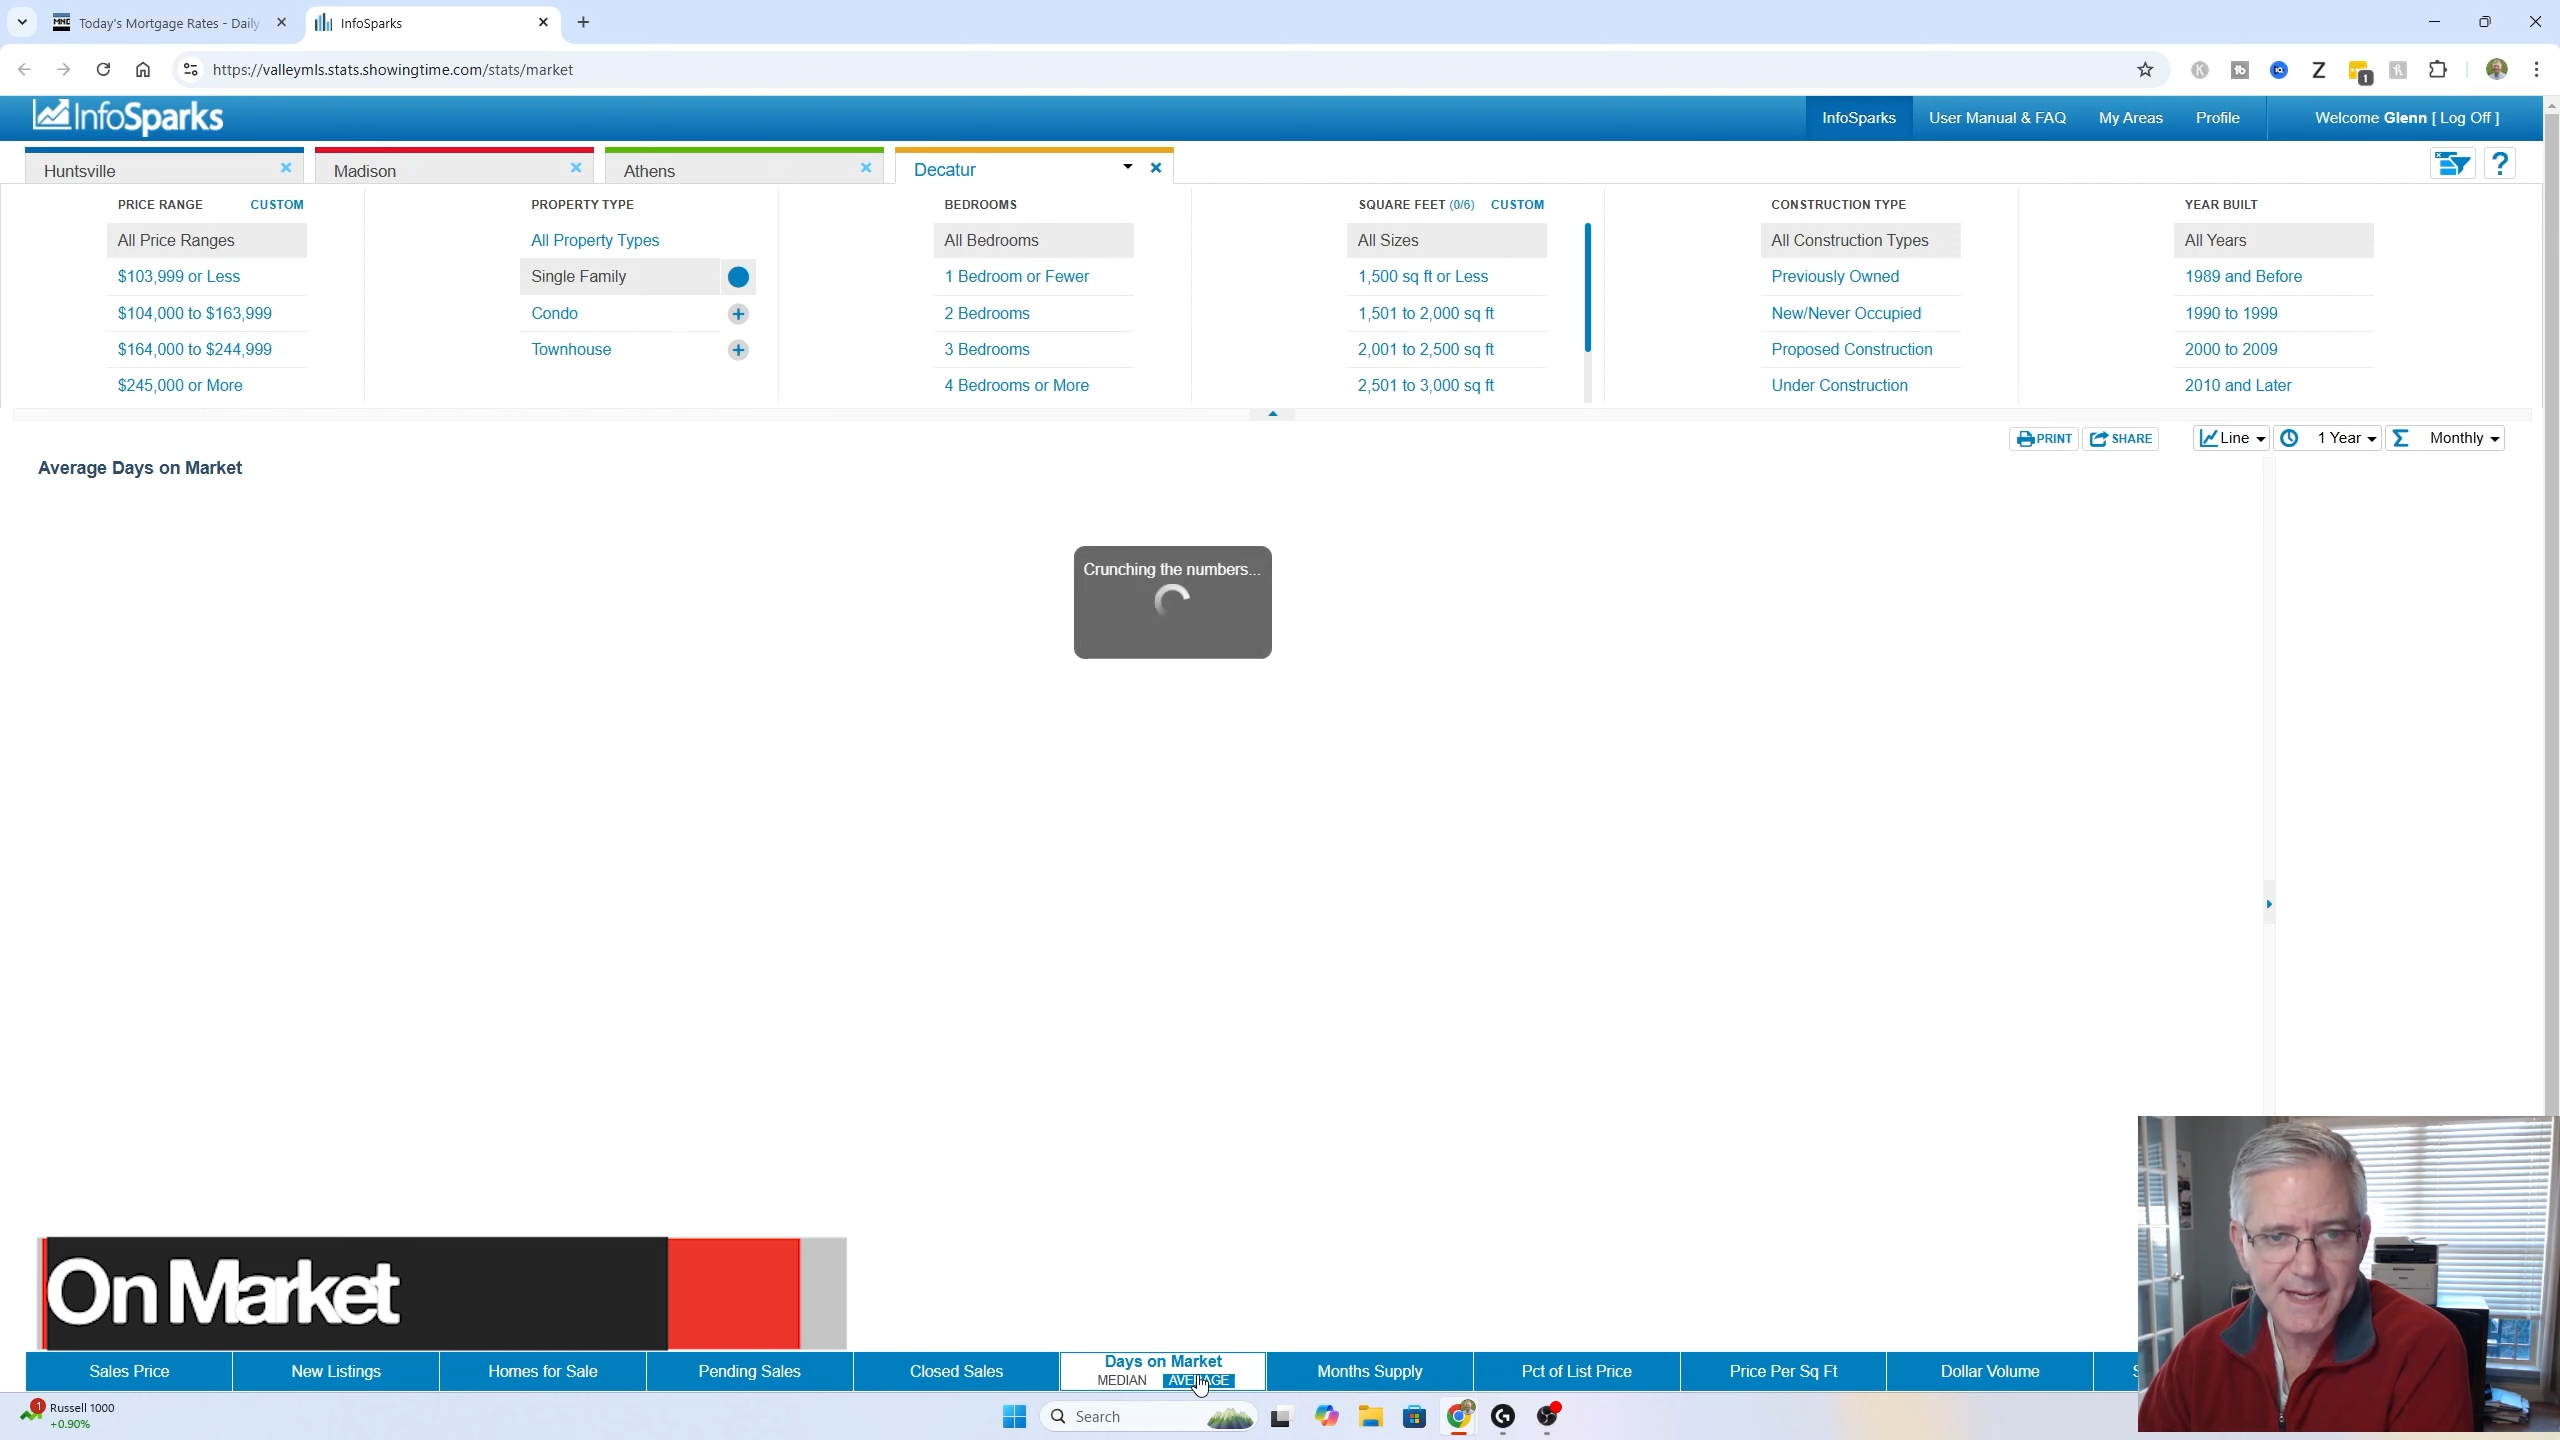 MND Today's Mortgage Rates - Daily
InfoSparks
https://valleymls.stats.showingtime.com/stats/market
1
InfoSparks
InfoSparks
User Manual & FAQ
My Areas
Profile
Welcome Glenn [ Log Off ]
Huntsville
Madison
Athens
Decatur
?
PRICE RANGE CUSTOM
All Price Ranges
$103,999 or Less
$104,000 to $163,999
$164,000 to $244,999
$245,000 or More
PROPERTY TYPE
All Property Types
Single Family
Condo
Townhouse
BEDROOMS
All Bedrooms
1 Bedroom or Fewer
2 Bedrooms
3 Bedrooms
4 Bedrooms or More
SQUARE FEET (0/6) CUSTOM
All Sizes
1,500 sq ft or Less
1,501 to 2,000 sq ft
2,001 to 2,500 sq ft
2,501 to 3,000 sq ft
CONSTRUCTION TYPE
All Construction Types
Previously Owned
New/Never Occupied
Proposed Construction
Under Construction
YEAR BUILT
All Years
1989 and Before
1990 to 1999
2000 to 2009
2010 and Later
PRINT
SHARE
Line
1 Year
Monthly
Average Days on Market
Crunching the numbers...
On Market
Sales Price
New Listings
Homes for Sale
Pending Sales
Closed Sales
Days on Market
MEDIAN AVERAGE
Months Supply
Pct of List Price
Price Per Sq Ft
Dollar Volume
1
Russell 1000
+0.90%
Search